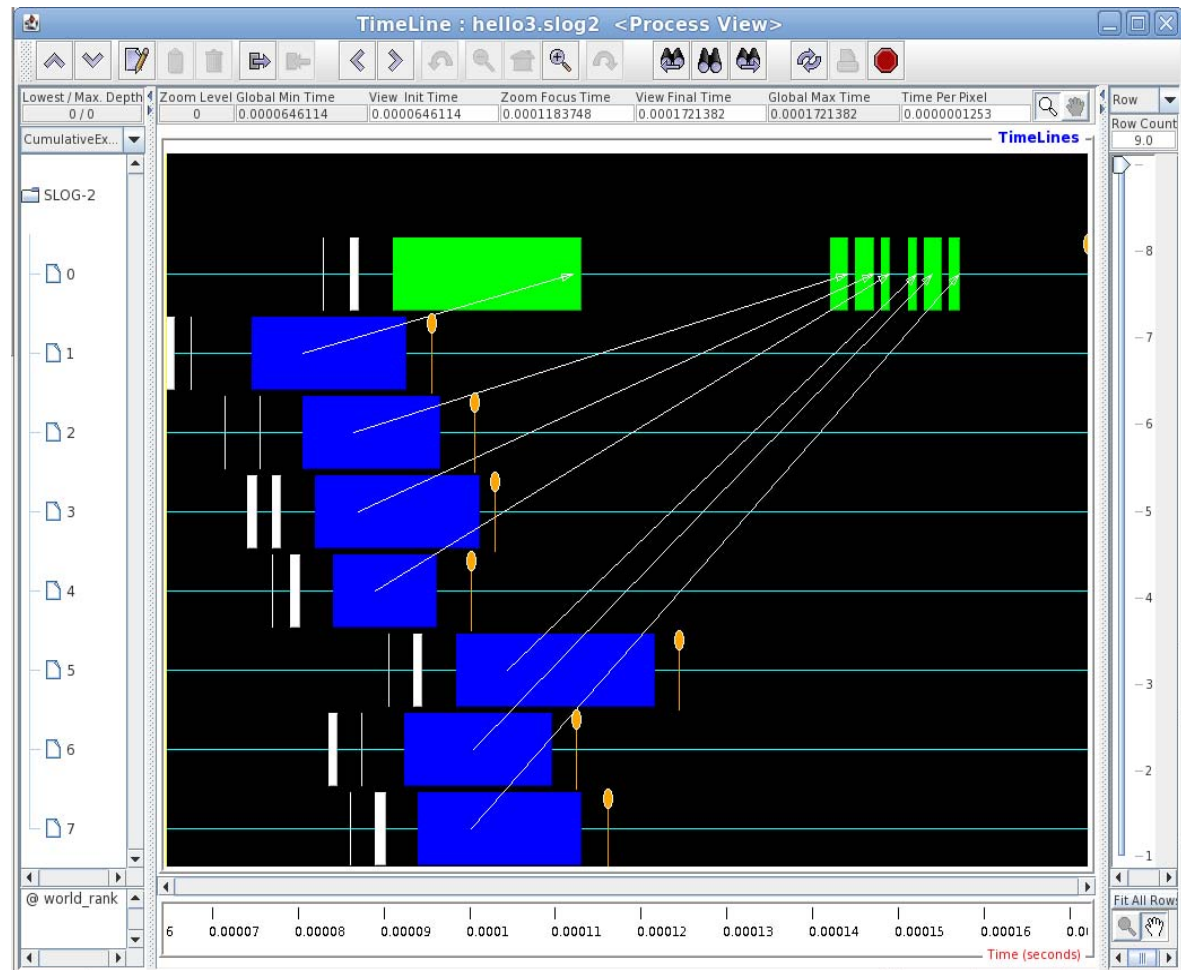 TimeLine : hello3.slog2 <Process View>
Lowest / Max. Depth
0 / 0
Zoom Level Global Min Time View Init Time Zoom Focus Time View Final Time Global Max Time Time Per Pixel
0 0.0000646114 0.0000646114 0.0001183748 0.0001721382 0.0001721382 0.0000001253
Row
Row Count
9.0
CumulativeEx...
TimeLines
SLOG-2
0
1
2
3
4
5
6
7
8
7
6
5
4
3
2
1
@ world_rank
Fit All Rows
6 0.00007 0.00008 0.00009 0.0001 0.00011 0.00012 0.00013 0.00014 0.00015 0.00016 0.0
Time (seconds)